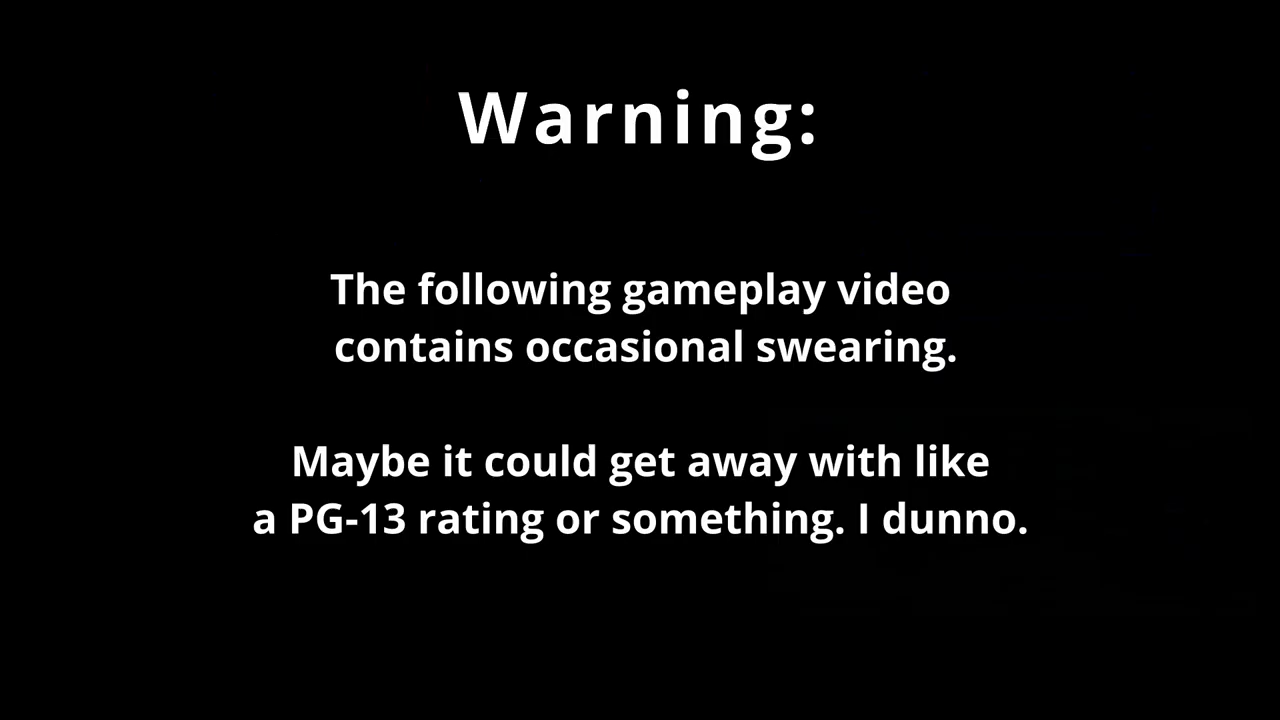 Warning:
The following gameplay video
contains occasional swearing.
Maybe it could get away with like
a PG-13 rating or something. I dunno.